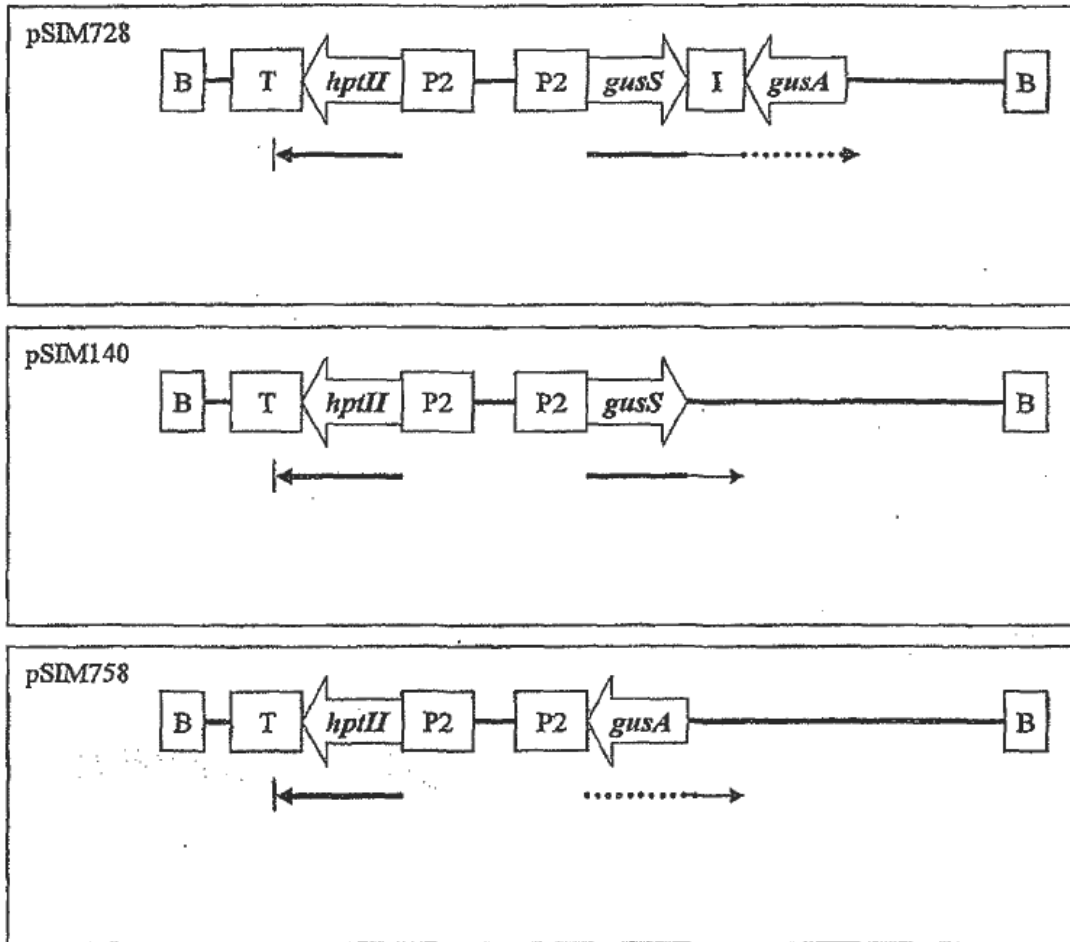 pSIM728
B T hptII P2 P2 gusS I gusA B
pSIM140
B T hptII P2 P2 gusS B
pSIM758
B T hptII P2 P2 gusA B